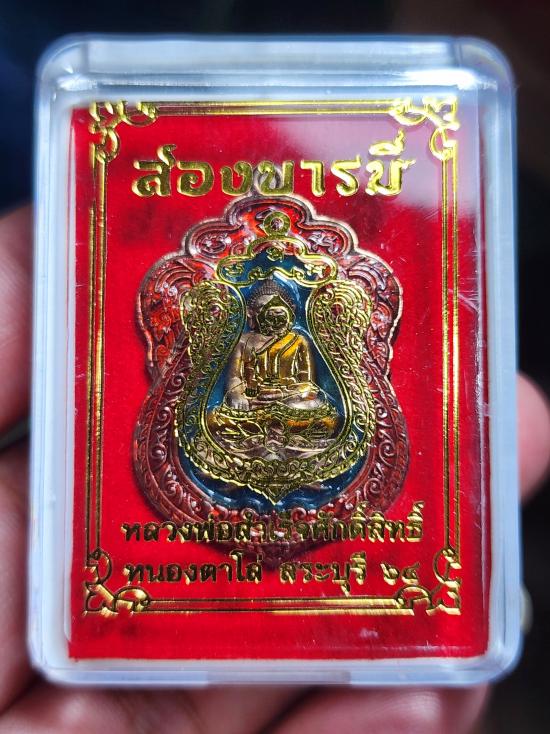 ส่องบารมี
หลวงพ่อสำเร็จศักดิ์สิทธิ์
หนองตาโล่ สระบุรี ๖๔